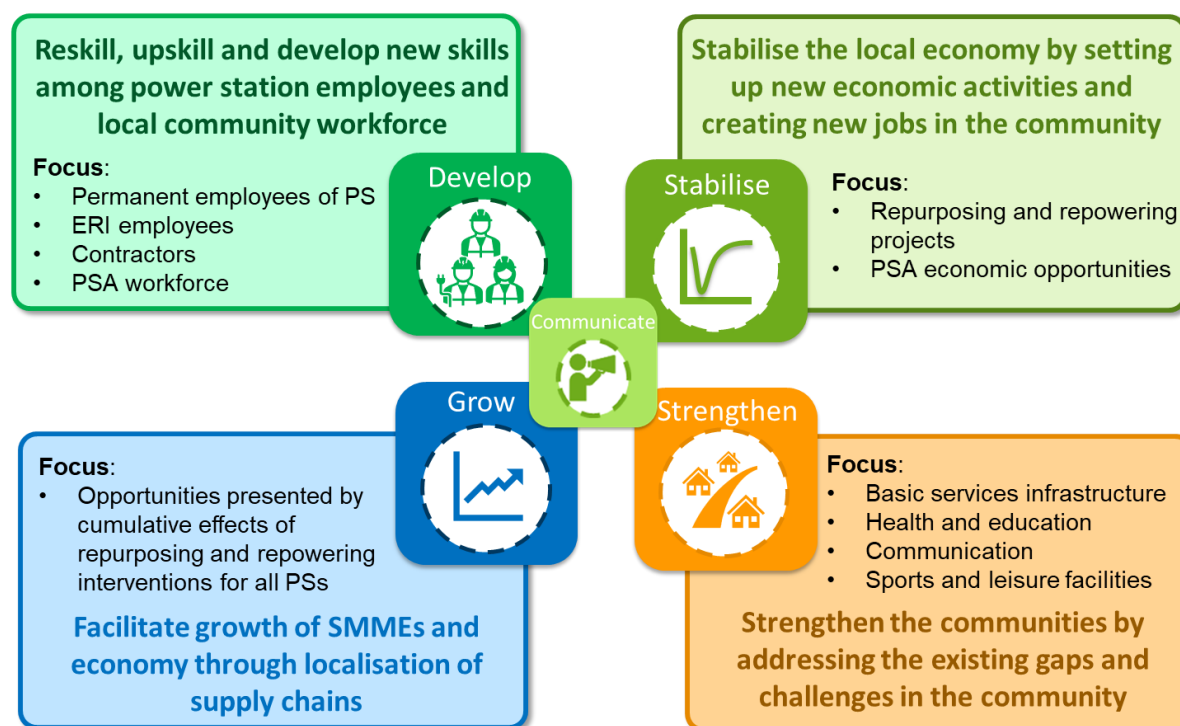 Reskill, upskill and develop new skills
among power station employees and
local community workforce
Focus:
• Permanent employees of PS
• ERI employees
• Contractors
• PSA workforce
Develop
Stabilise the local economy by setting
up new economic activities and
creating new jobs in the community
Stabilise
Focus:
• Repurposing and repowering
projects
• PSA economic opportunities
Communicate
Grow
Focus:
• Opportunities presented by
cumulative effects of
repurposing and repowering
interventions for all PSs
Facilitate growth of SMMEs and
economy through localisation of
supply chains
Strengthen
Focus:
• Basic services infrastructure
• Health and education
• Communication
• Sports and leisure facilities
Strengthen the communities by
addressing the existing gaps and
challenges in the community